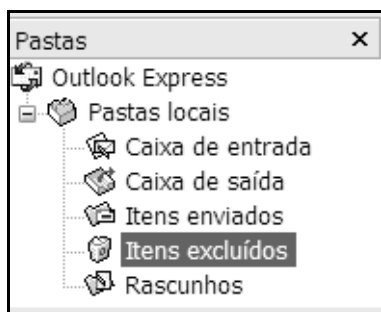 Pastas
Outlook Express
Pastas locais
Caixa de entrada
Caixa de saída
Itens enviados
Itens excluídos
Rascunhos